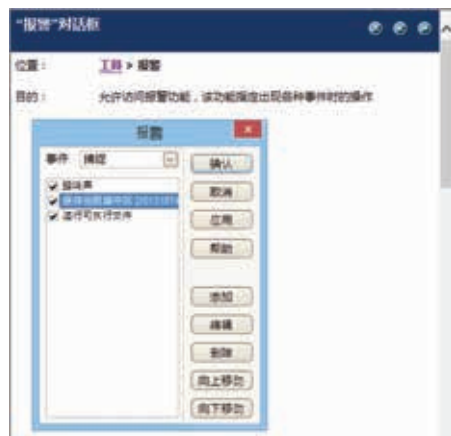 “报警”对话框
位置： 工具 > 报警
目的： 允许访问报警功能，该功能指定出现各种事件时的操作
报警
事件 捕捉
确认
取消
应用
帮助
运行可执行文件
添加
编辑
删除
向上移动
向下移动